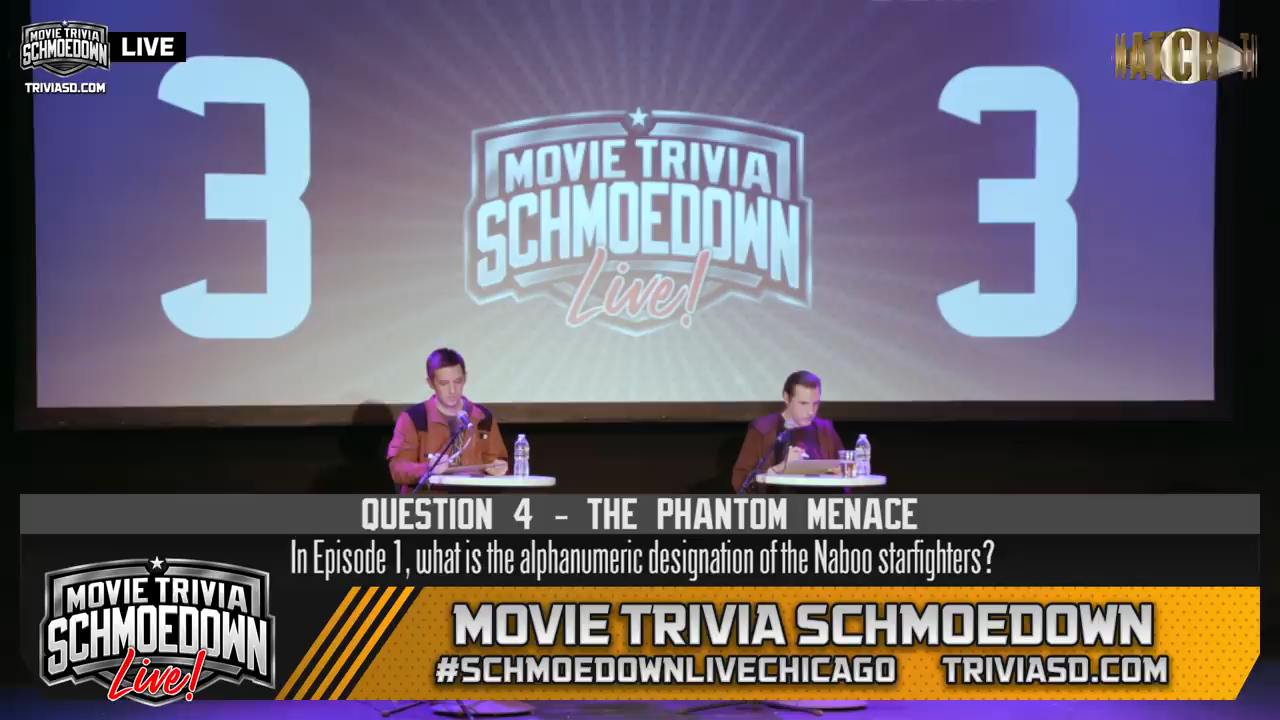 MOVIE TRIVIA
SCHMOEDOWN
LIVE
TRIVIASD.COM
MATCH
3
MOVIE TRIVIA
SCHMOEDOWN
Live!
3
QUESTION 4 - THE PHANTOM MENACE
In Episode 1, what is the alphanumeric designation of the Naboo starfighters?
MOVIE TRIVIA
SCHMOEDOWN
Live!
MOVIE TRIVIA SCHMOEDOWN
#SCHMOEDOWNLIVECHICAGO TRIVIASD.COM